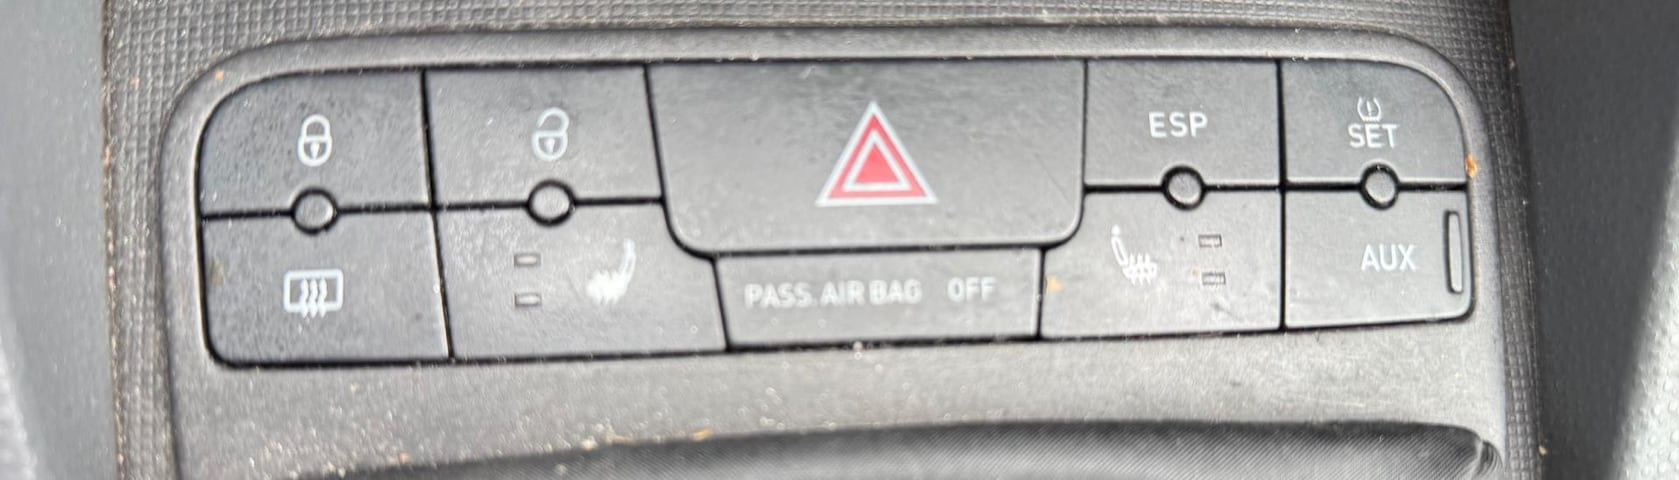 ESP
SET
AUX
PASS AIR BAG OFF